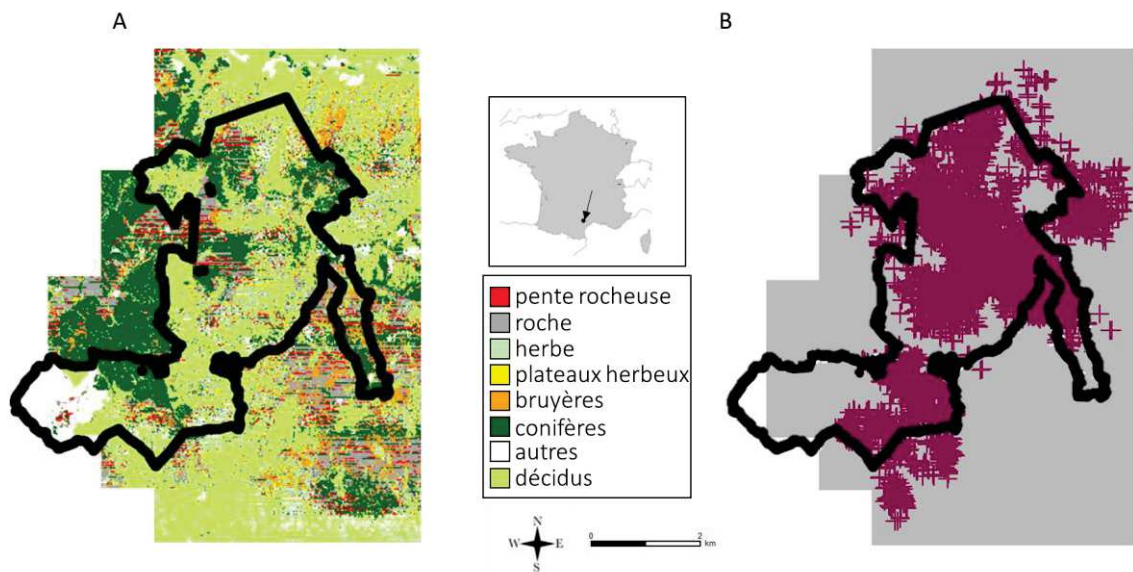 A
B
pente rocheuse
roche
herbe
plateaux herbeux
bruyères
conifères
autres
décidus
N
W E
S
0 2
km